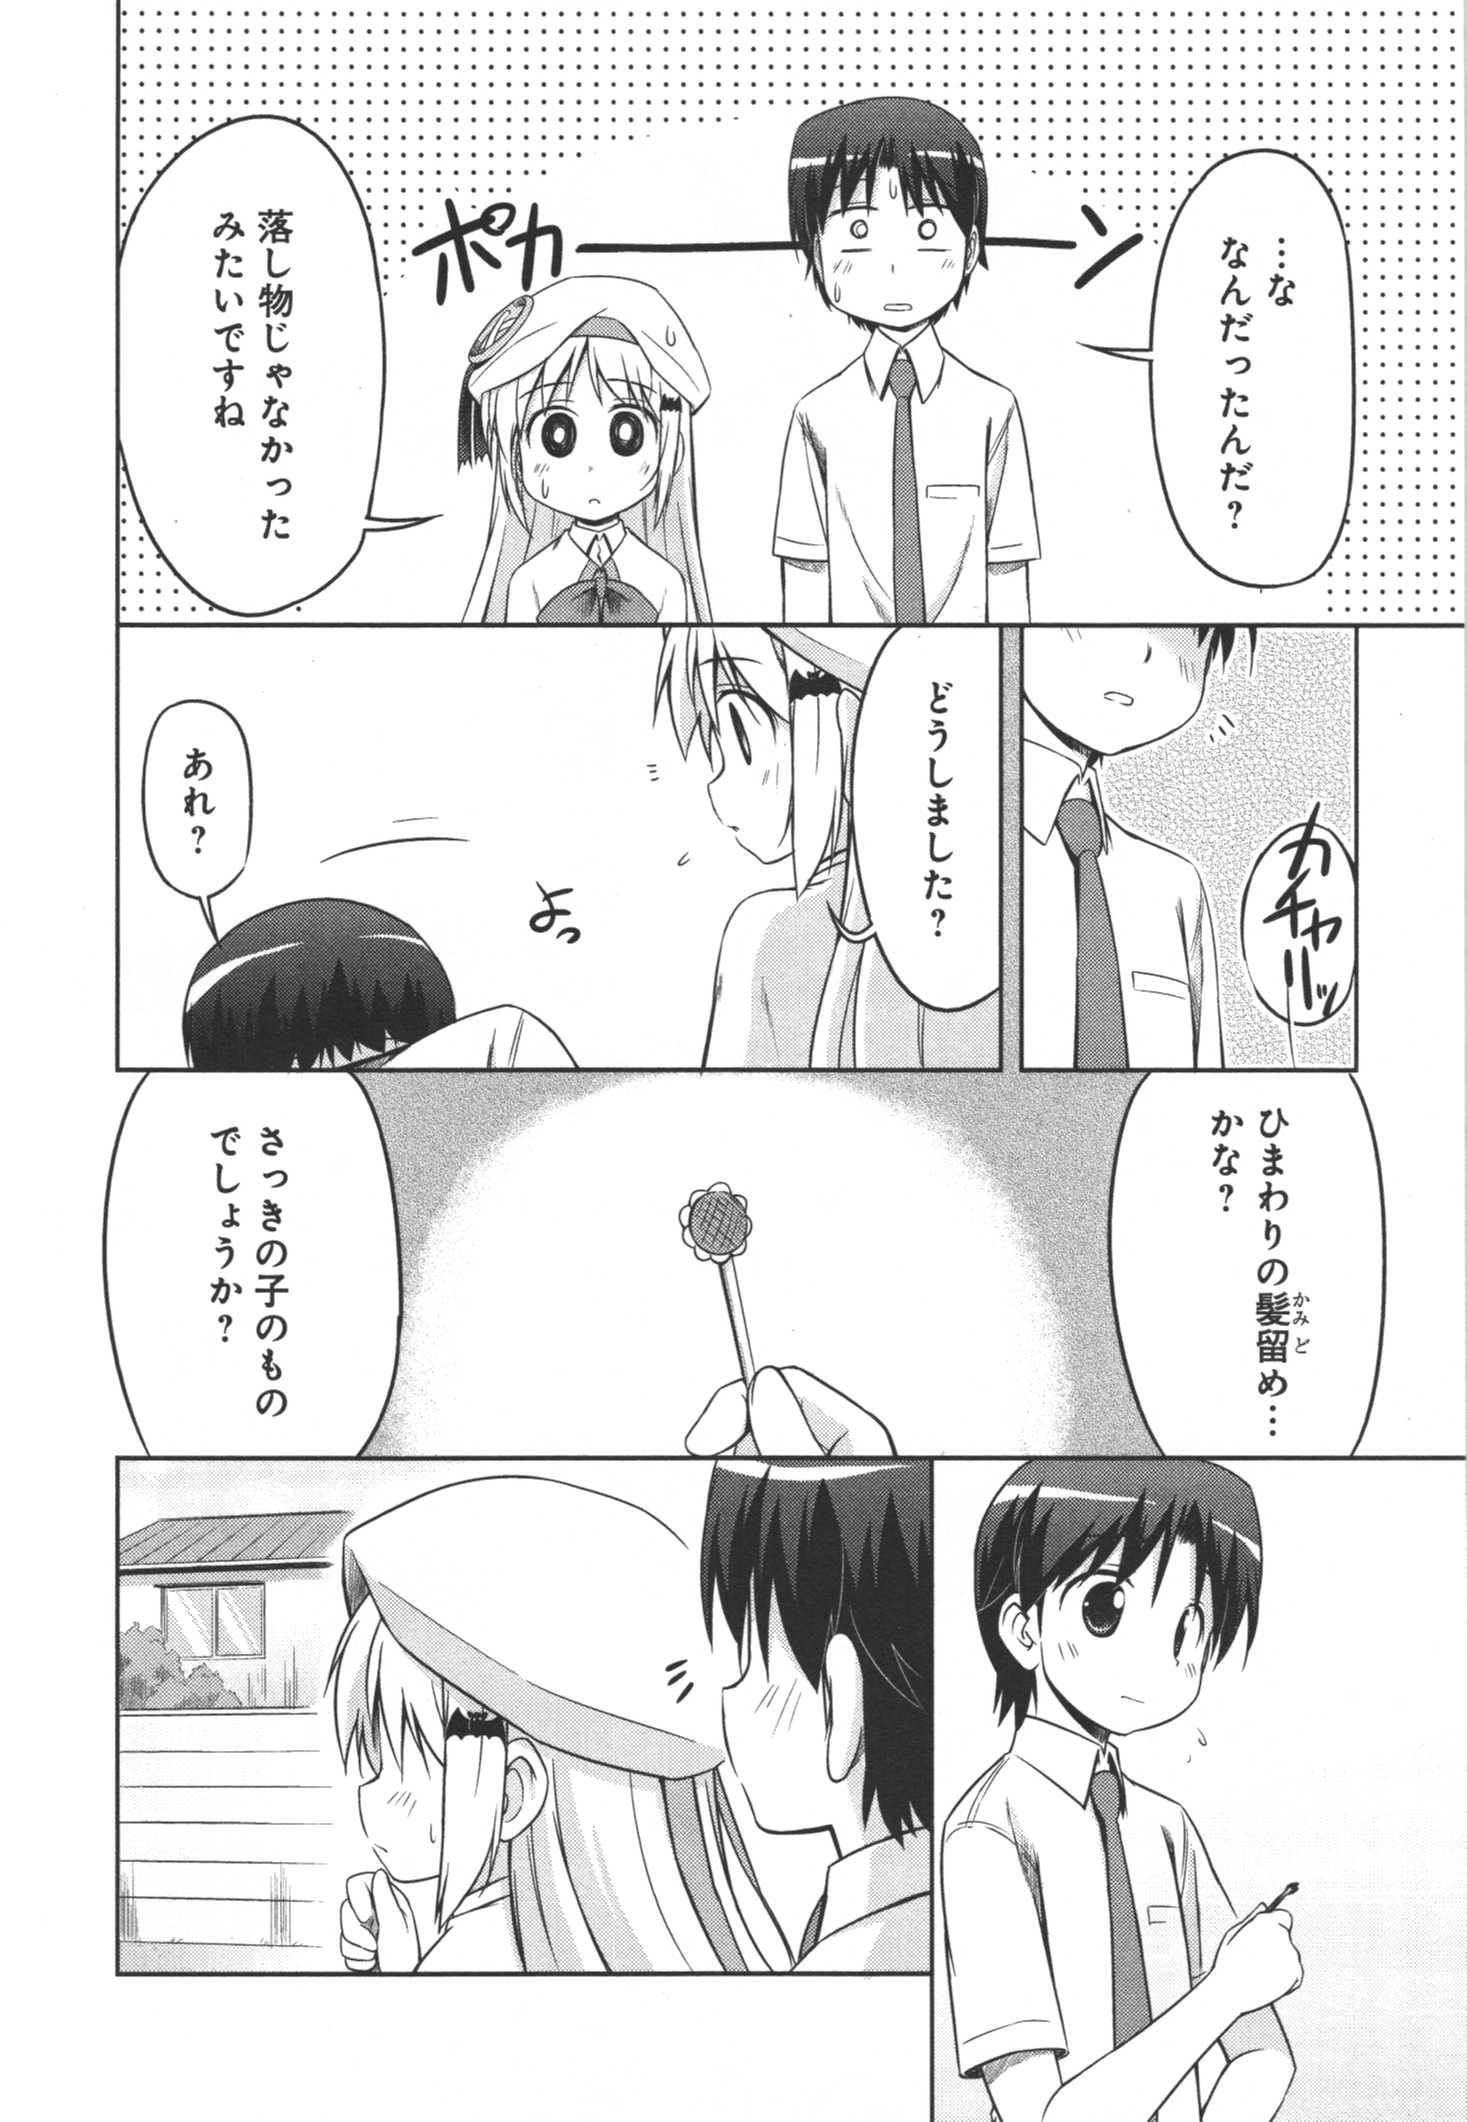 …な
なんだったんだ?
ポカーン
落し物じゃなかった
みたいですね
カチャリッ
どうしました?
よっ
あれ?
ひまわりの髪留め…
かみど
かな?
さっきの子のもの
でしょうか?